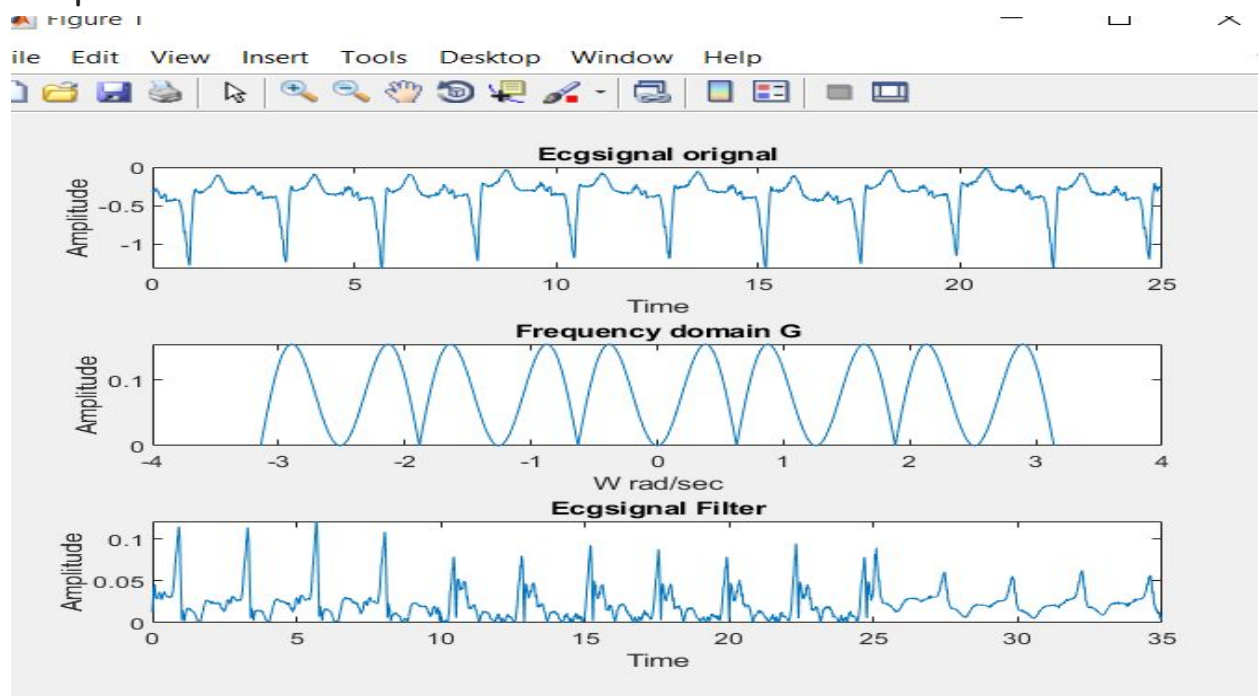 Figure 1
ile Edit View Insert Tools Desktop Window Help
Ecgsignal orignal
Amplitude
0
-0.5
-1
0 5 10 15 20 25
Time
Frequency domain G
Amplitude
0.1
0
-4 -3 -2 -1 0 1 2 3 4
W rad/sec
Ecgsignal Filter
Amplitude
0.1
0.05
0
0 5 10 15 20 25 30 35
Time